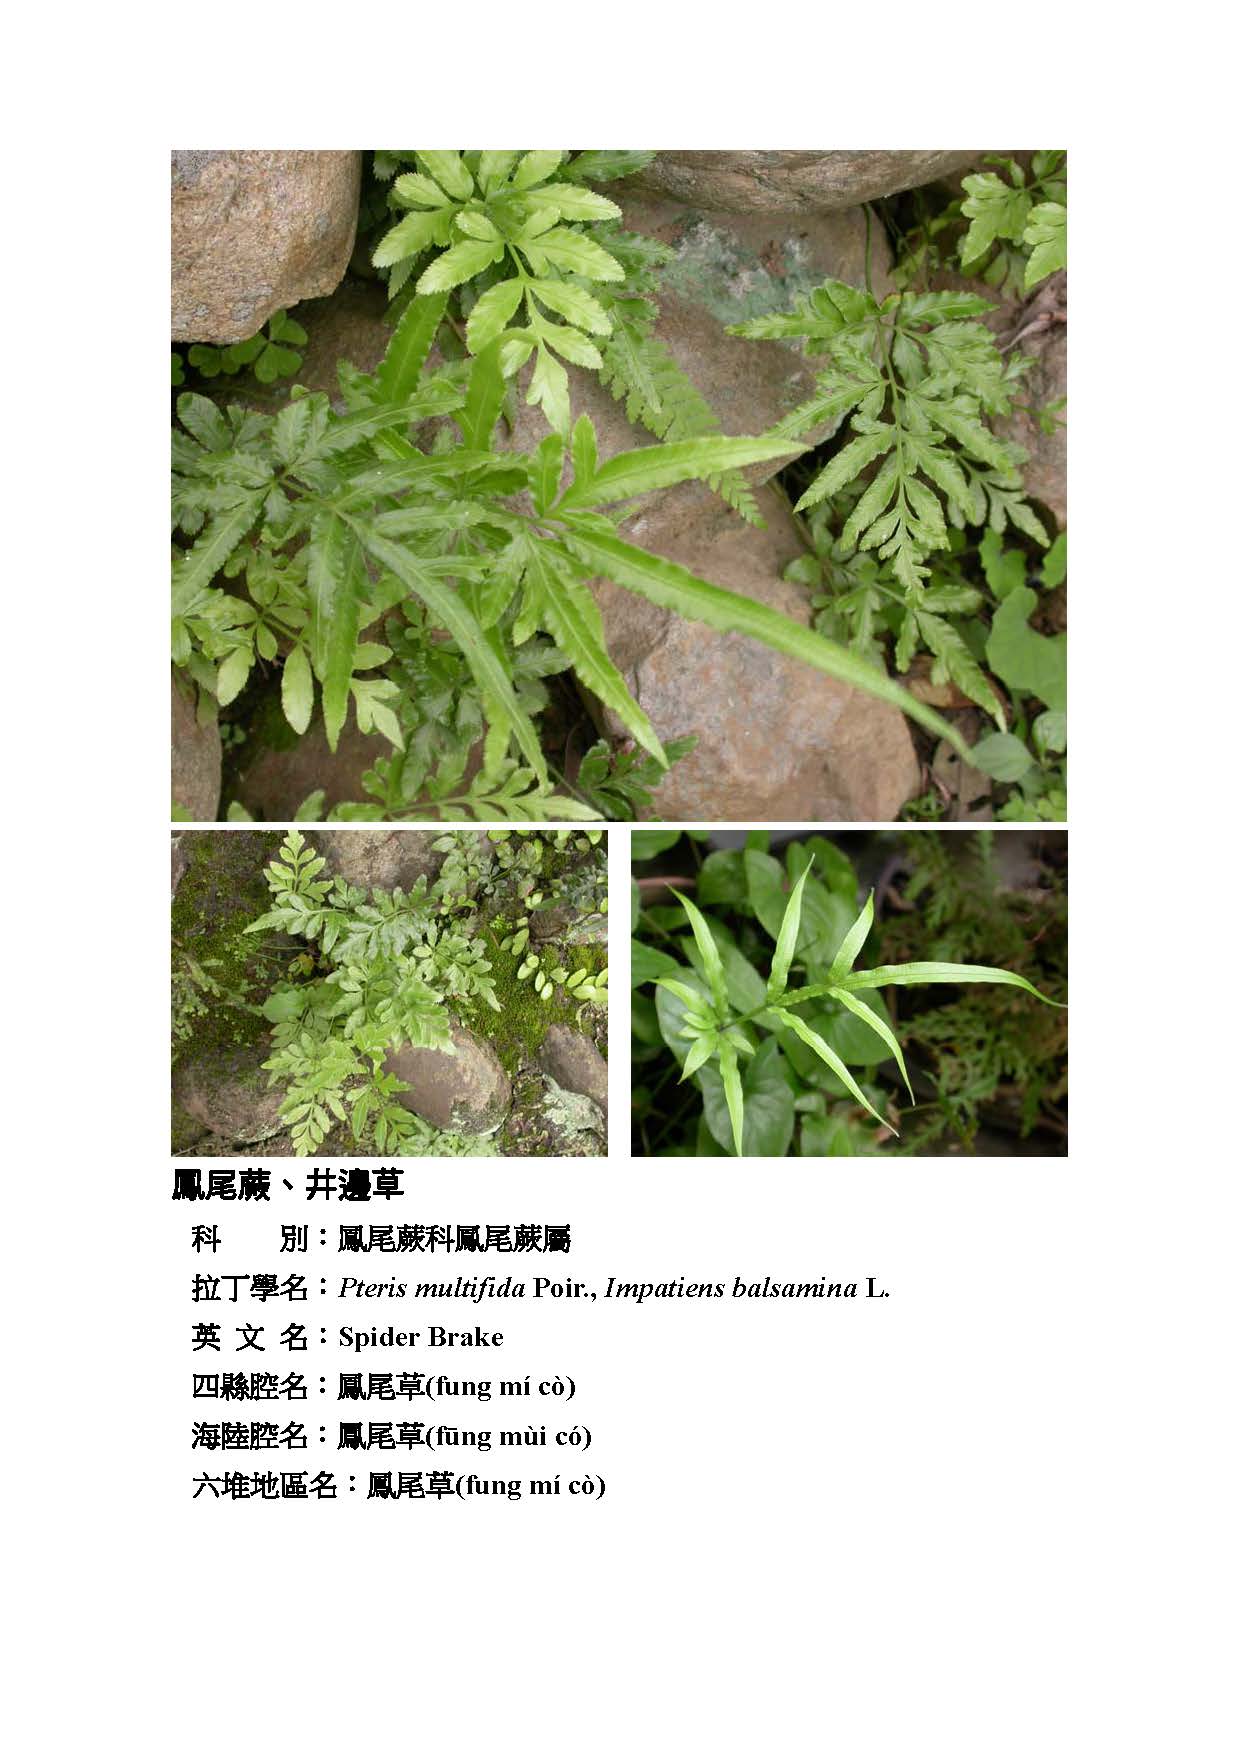 鳳尾蕨、井邊草
科　　別：鳳尾蕨科鳳尾蕨屬
拉丁學名：Pteris multifida Poir., Impatiens balsamina L.
英 文 名：Spider Brake
四縣腔名：鳳尾草(fung mí cò)
海陸腔名：鳳尾草(fūng mùi có)
六堆地區名：鳳尾草(fung mí cò)